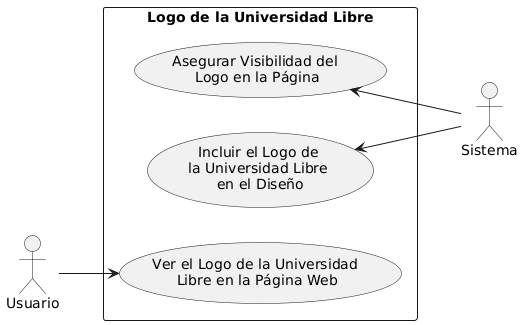 Logo de la Universidad Libre
Asegurar Visibilidad del
Logo en la Página
Sistema
Incluir el Logo de
la Universidad Libre
en el Diseño
Ver el Logo de la Universidad
Libre en la Página Web
Usuario